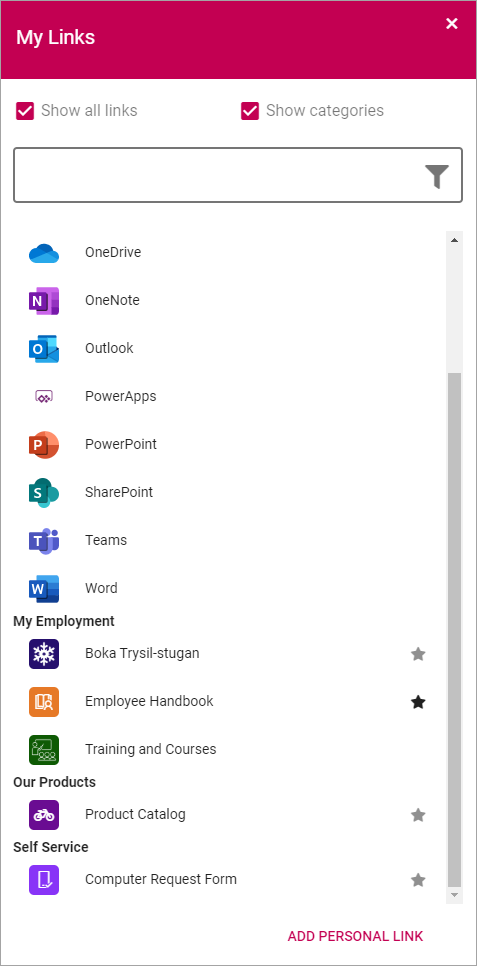 My Links
Show all links
Show categories
OneDrive
N OneNote
O Outlook
PowerApps
P PowerPoint
S SharePoint
T Teams
W Word
My Employment
Boka Trysil-stugan
Employee Handbook
Training and Courses
Our Products
Product Catalog
Self Service
Computer Request Form
ADD PERSONAL LINK